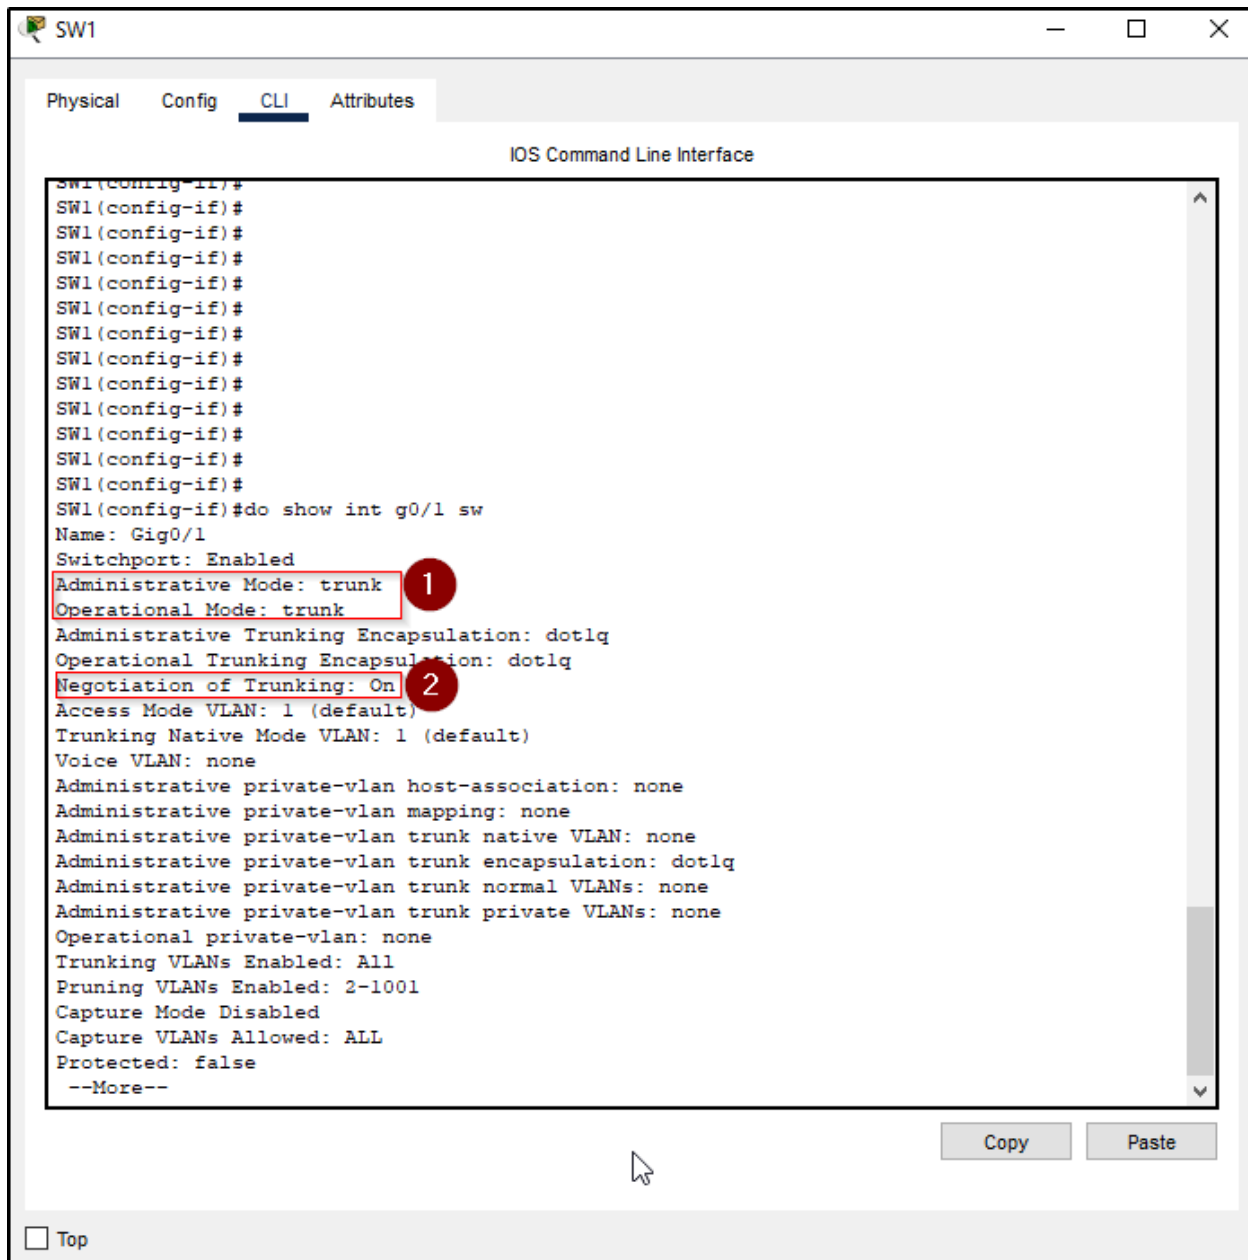 SW1
Physical Config CLI Attributes
IOS Command Line Interface
SW1(config-if)#
SW1(config-if)#
SW1(config-if)#
SW1(config-if)#
SW1(config-if)#
SW1(config-if)#
SW1(config-if)#
SW1(config-if)#
SW1(config-if)#
SW1(config-if)#
SW1(config-if)#
SW1(config-if)#
SW1(config-if)#
SW1(config-if)#do show int g0/1 sw
Name: Gig0/1
Switchport: Enabled
Administrative Mode: trunk 1
Operational Mode: trunk
Administrative Trunking Encapsulation: dot1q
Operational Trunking Encapsulation: dot1q
Negotiation of Trunking: On 2
Access Mode VLAN: 1 (default)
Trunking Native Mode VLAN: 1 (default)
Voice VLAN: none
Administrative private-vlan host-association: none
Administrative private-vlan mapping: none
Administrative private-vlan trunk native VLAN: none
Administrative private-vlan trunk encapsulation: dot1q
Administrative private-vlan trunk normal VLANs: none
Administrative private-vlan trunk private VLANs: none
Operational private-vlan: none
Trunking VLANs Enabled: All
Pruning VLANs Enabled: 2-1001
Capture Mode Disabled
Capture VLANs Allowed: ALL
Protected: false
--More--
Copy Paste
Top